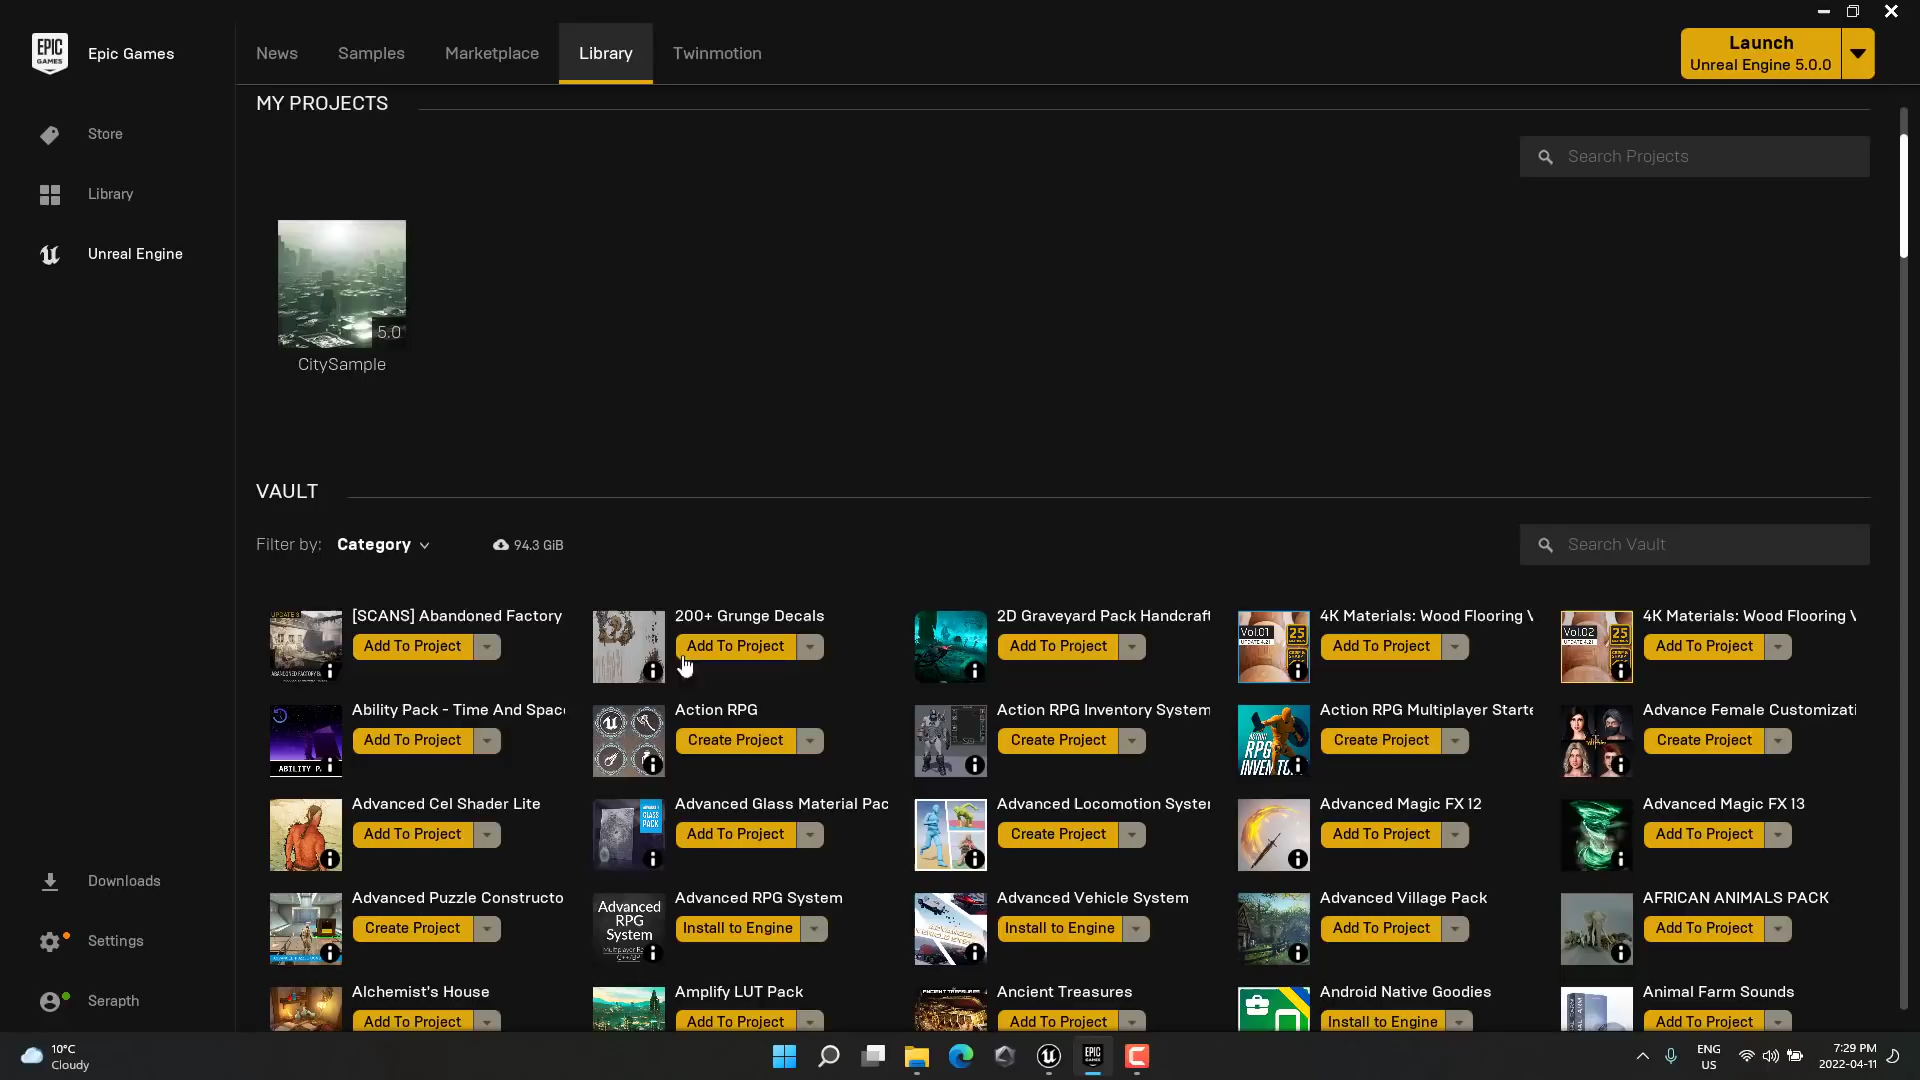 EPIC
GAMES
Epic Games
News
Samples
Marketplace
Library
Twinmotion
Launch
Unreal Engine 5.0.0
Store
Library
Unreal Engine
MY PROJECTS
Search Projects
5.0
CitySample
VAULT
Filter by: Category
94.3 GiB
Search Vault
[SCANS] Abandoned Factory
Add To Project
200+ Grunge Decals
Add To Project
2D Graveyard Pack Handcraft
Add To Project
Vol.01
25
4K Materials: Wood Flooring V
Add To Project
Vol.02
25
4K Materials: Wood Flooring V
Add To Project
Ability Pack - Time And Space
Add To Project
Action RPG
Create Project
Action RPG Inventory System
Create Project
Action RPG Multiplayer Starte
Create Project
Advance Female Customizati
Create Project
Advanced Cel Shader Lite
Add To Project
Advanced Glass Material Pac
Add To Project
Advanced Locomotion System
Create Project
Advanced Magic FX 12
Add To Project
Advanced Magic FX 13
Add To Project
Advanced Puzzle Constructo
Create Project
Advanced
RPG
System
Advanced RPG System
Install to Engine
Advanced Vehicle System
Install to Engine
Advanced Village Pack
Add To Project
AFRICAN ANIMALS PACK
Add To Project
Alchemist's House
Add To Project
Amplify LUT Pack
Add To Project
Ancient Treasures
Add To Project
Android Native Goodies
Install to Engine
Animal Farm Sounds
Add To Project
Downloads
Settings
Serapth
10°C
Cloudy
ENG
US
7:29 PM
2022-04-11